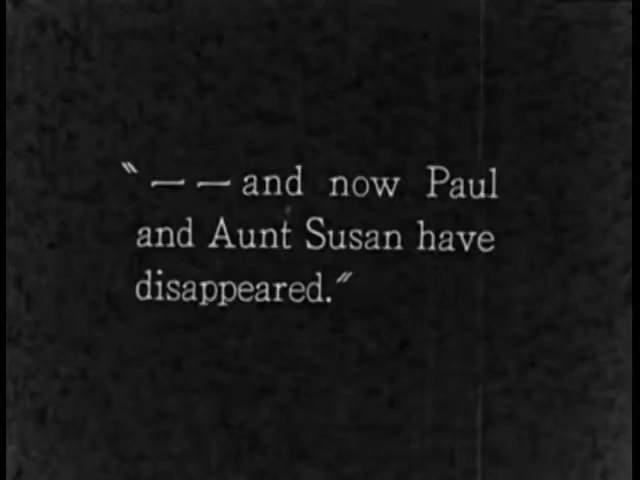 "— — and now Paul
and Aunt Susan have
disappeared."